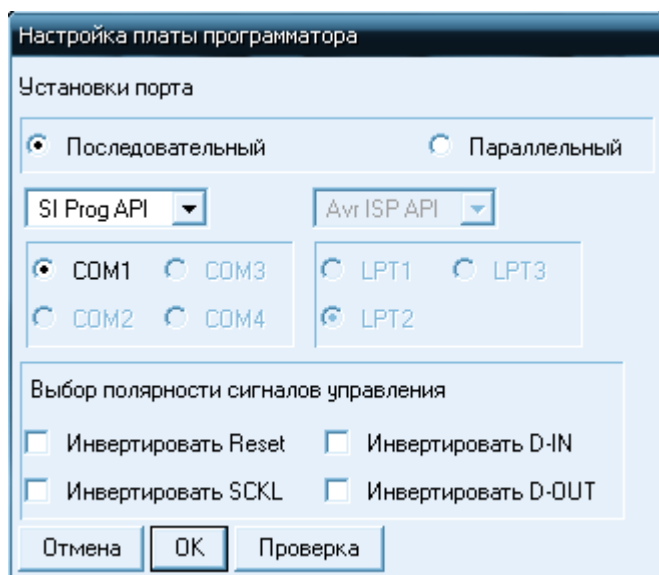 Настройка платы программатора
Установки порта
Последовательный Параллельный
SI Prog API Avr ISP API
COM1 COM3 LPT1 LPT3
COM2 COM4 LPT2
Выбор полярности сигналов управления
Инвертировать Reset Инвертировать D-IN
Инвертировать SCKL Инвертировать D-OUT
Отмена OK Проверка